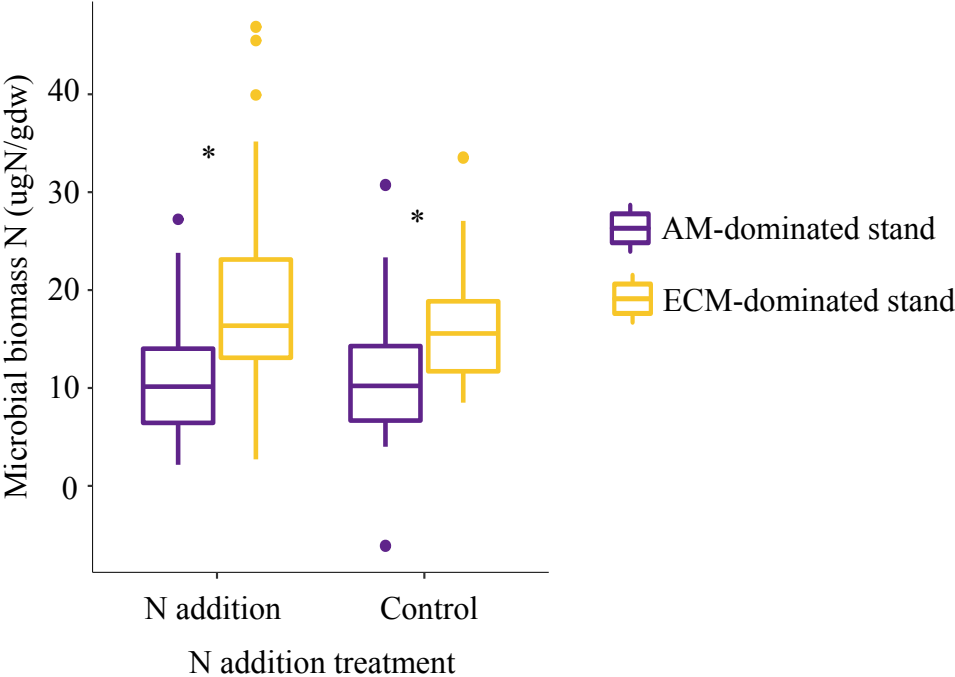 Microbial biomass N (ugN/gdw)
40
30
20
10
0
*
*
N addition
Control
N addition treatment
AM-dominated stand
ECM-dominated stand